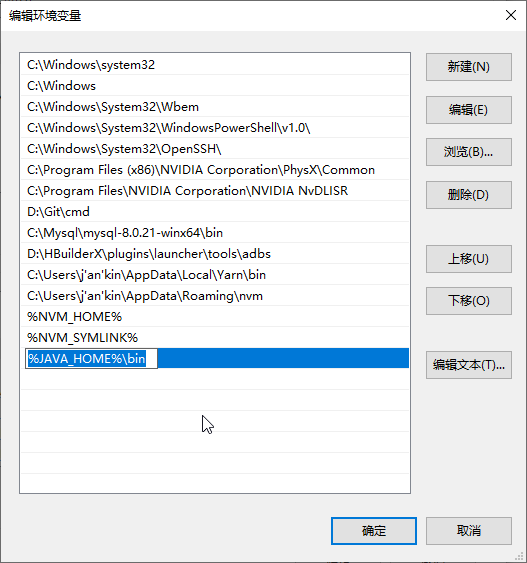 编辑环境变量
C:\Windows\system32
C:\Windows
C:\Windows\System32\Wbem
C:\Windows\System32\WindowsPowerShell\v1.0\
C:\Windows\System32\OpenSSH\
C:\Program Files (x86)\NVIDIA Corporation\PhysX\Common
C:\Program Files\NVIDIA Corporation\NVIDIA NvDLISR
D:\Git\cmd
C:\Mysql\mysql-8.0.21-winx64\bin
D:\HBuilderX\plugins\launcher\tools\adbs
C:\Users\j'an'kin\AppData\Local\Yarn\bin
C:\Users\j'an'kin\AppData\Roaming\nvm
%NVM_HOME%
%NVM_SYMLINK%
%JAVA_HOME%\bin
新建(N)
编辑(E)
浏览(B)...
删除(D)
上移(U)
下移(O)
编辑文本(T)...
确定
取消